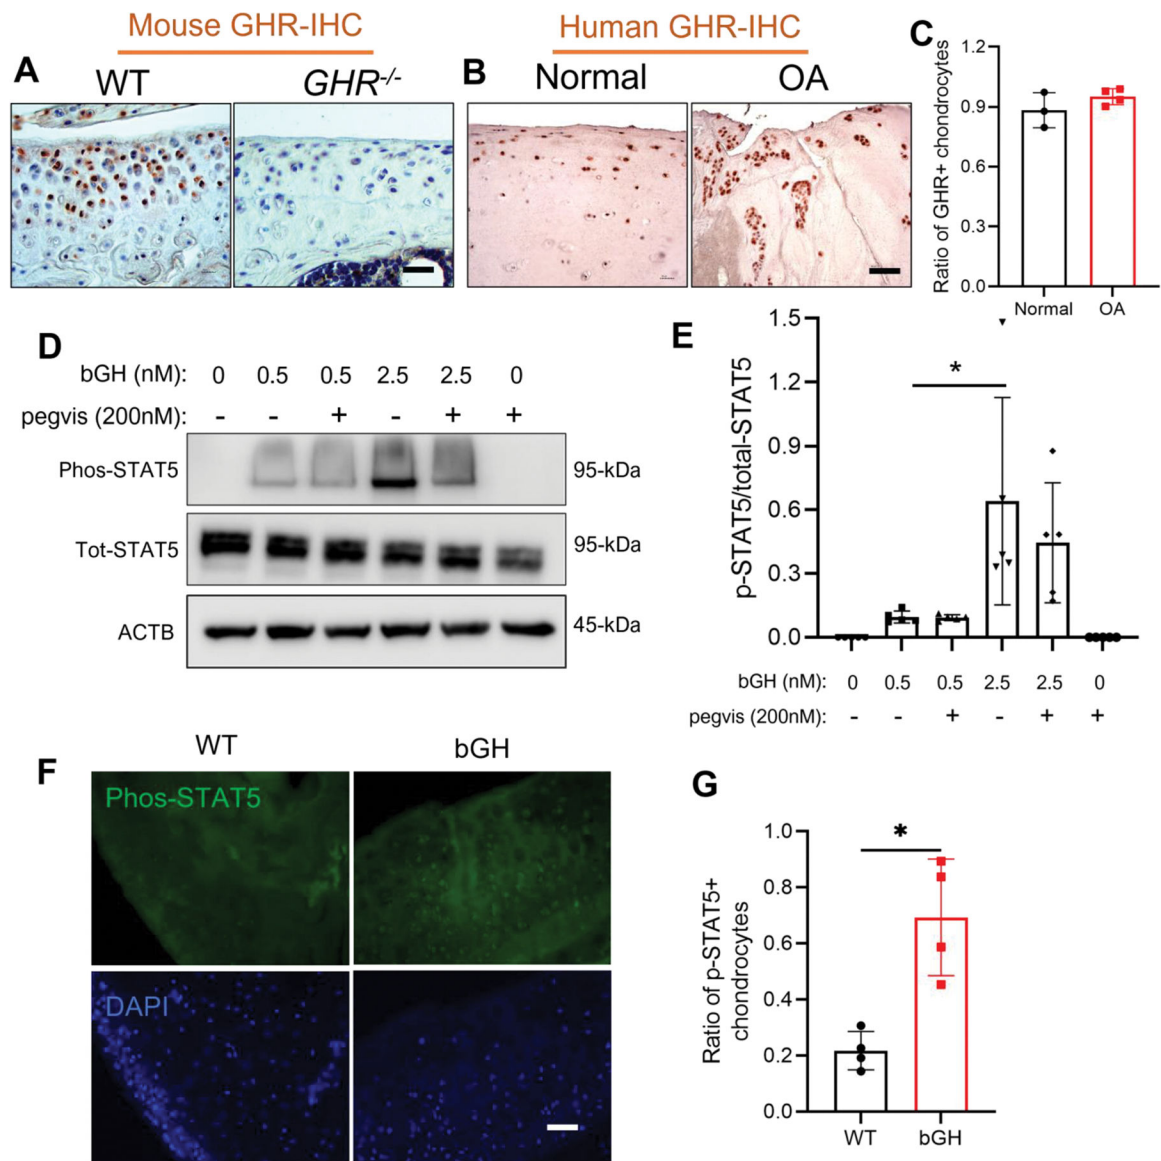 Mouse GHR-IHC
Human GHR-IHC
A
WT
GHR-/-
B
Normal
OA
C
Ratio of GHR+ chondrocytes
1.2
0.9
0.6
0.3
0.0
Normal
OA
D
bGH (nM): 0 0.5 0.5 2.5 2.5 0
pegvis (200nM): - - + - + +
Phos-STAT5
95-kDa
Tot-STAT5
95-kDa
ACTB
45-kDa
E
p-STAT5/total-STAT5
1.5
1.2
0.9
0.6
0.3
0.0
*
bGH (nM): 0 0.5 0.5 2.5 2.5 0
pegvis (200nM): - - + - + +
F
WT
bGH
Phos-STAT5
DAPI
G
Ratio of p-STAT5+
chondrocytes
1.0
0.8
0.6
0.4
0.2
0.0
*
WT
bGH